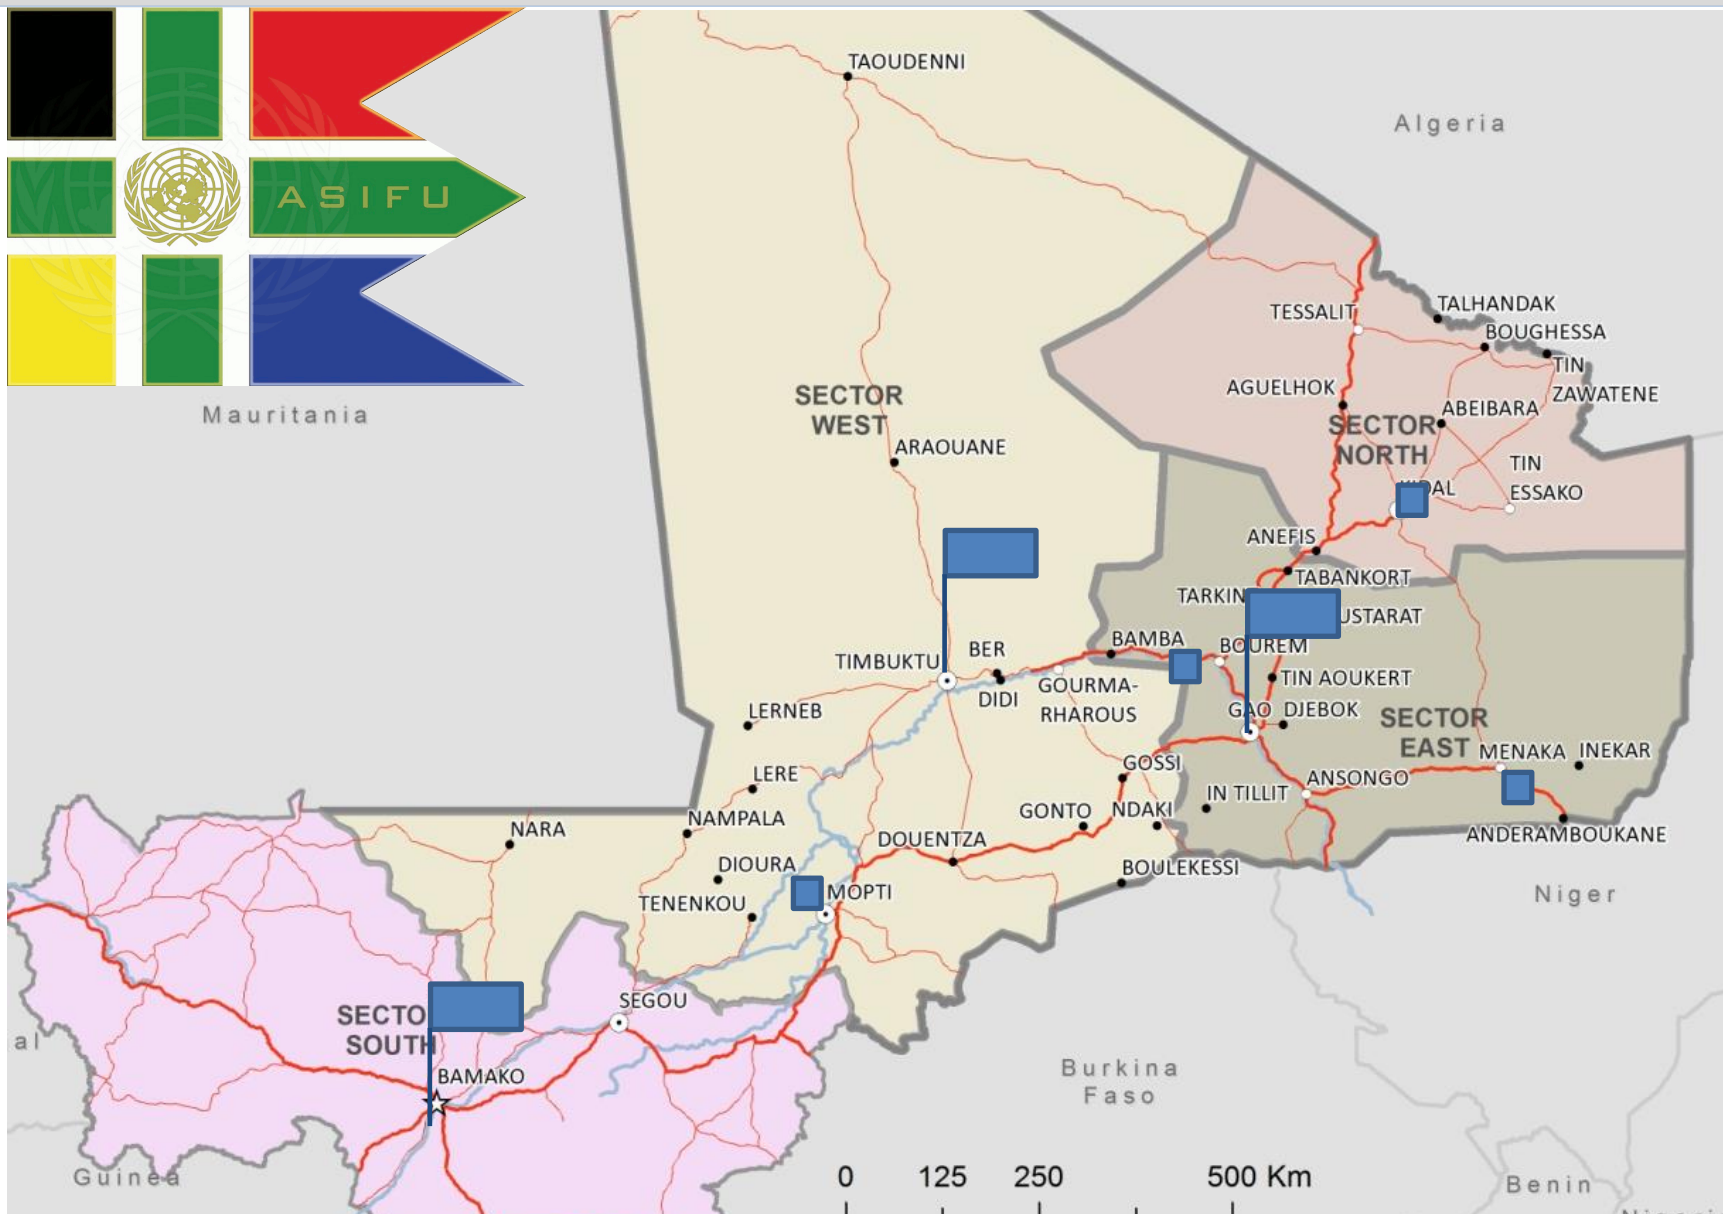 ASIFU
TAOUDENNI
Algeria
TESSALIT
TALHANDAK
BOUGHESSA
TIN
ZAWATENE
AGUELHOK
ABEIBARA
SECTOR
WEST
SECTOR
NORTH
Mauritania
ARAOUANE
TIN
ESSAKO
ANEFIS
TABANKORT
BAMBA
BOUREM
TIMBUKTU
BER
DIDI
GOURMA-
RHAROUS
TIN AOUKERT
LERNEB
GAO
DJEBOK
SECTOR
EAST
MENAKA
INEKAR
LERE
GOSSI
ANSONGO
IN TILLIT
NARA
NAMPALA
GONTO
NDAKI
DOUENTZA
ANDERAMBOUKANE
DIOURA
BOULEKESSI
TENENKOU
MOPTI
Niger
SEGOU
SOUTH
BAMAKO
Burkina
Faso
Guinea
0 125 250 500 Km
Benin